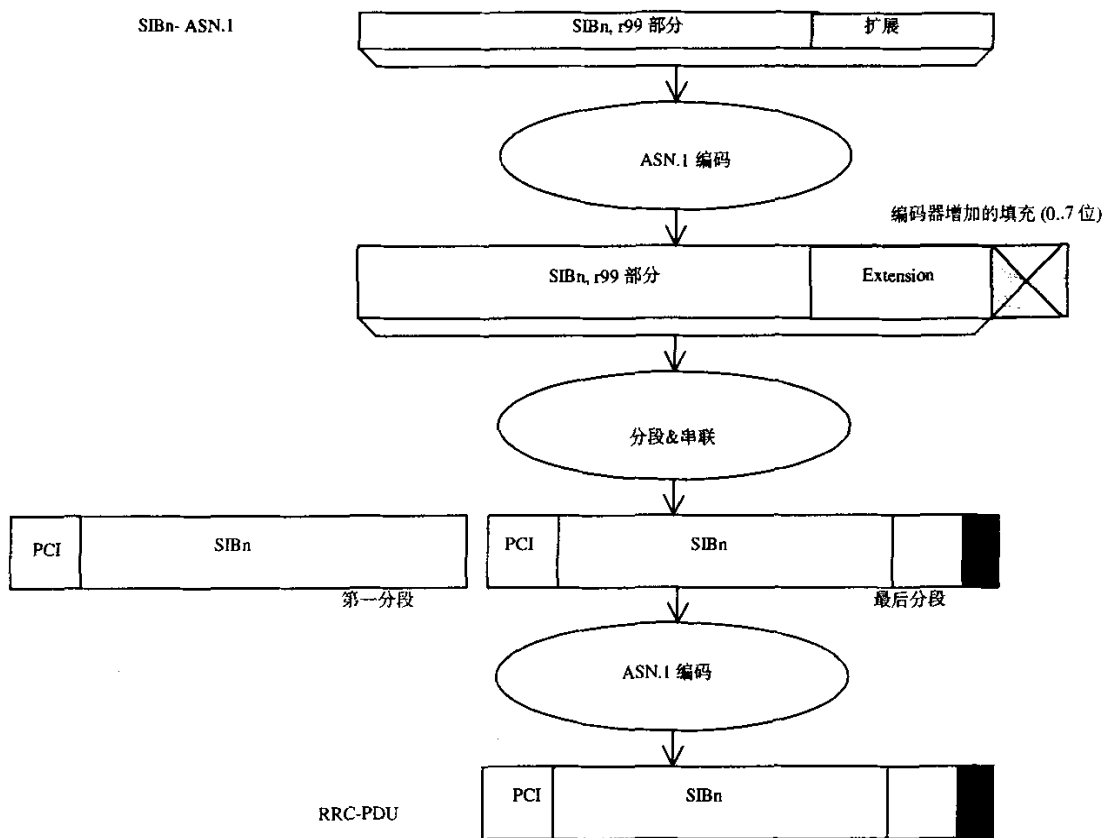 SIBn- ASN.1
SIBn, r99 部分
扩展
ASN.1 编码
编码器增加的填充 (0..7 位)
SIBn, r99 部分
Extension
分段&串联
PCI
SIBn
PCI
SIBn
第一分段
最后分段
ASN.1 编码
RRC-PDU
PCI
SIBn